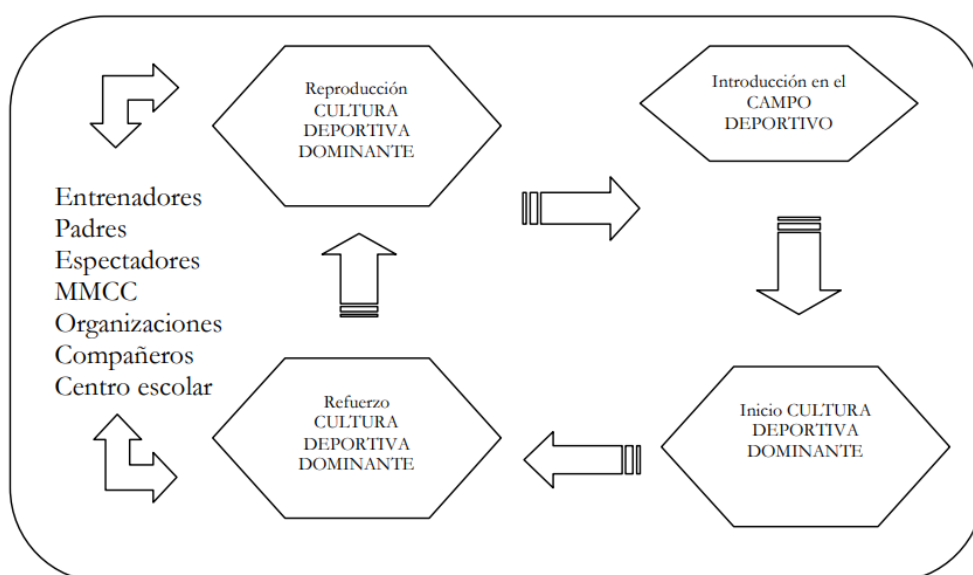 Reproducción
CULTURA
DEPORTIVA
DOMINANTE
Introducción en el
CAMPO
DEPORTIVO
Entrenadores
Padres
Espectadores
MMCC
Organizaciones
Compañeros
Centro escolar
Refuerzo
CULTURA
DEPORTIVA
DOMINANTE
Inicio CULTURA
DEPORTIVA
DOMINANTE